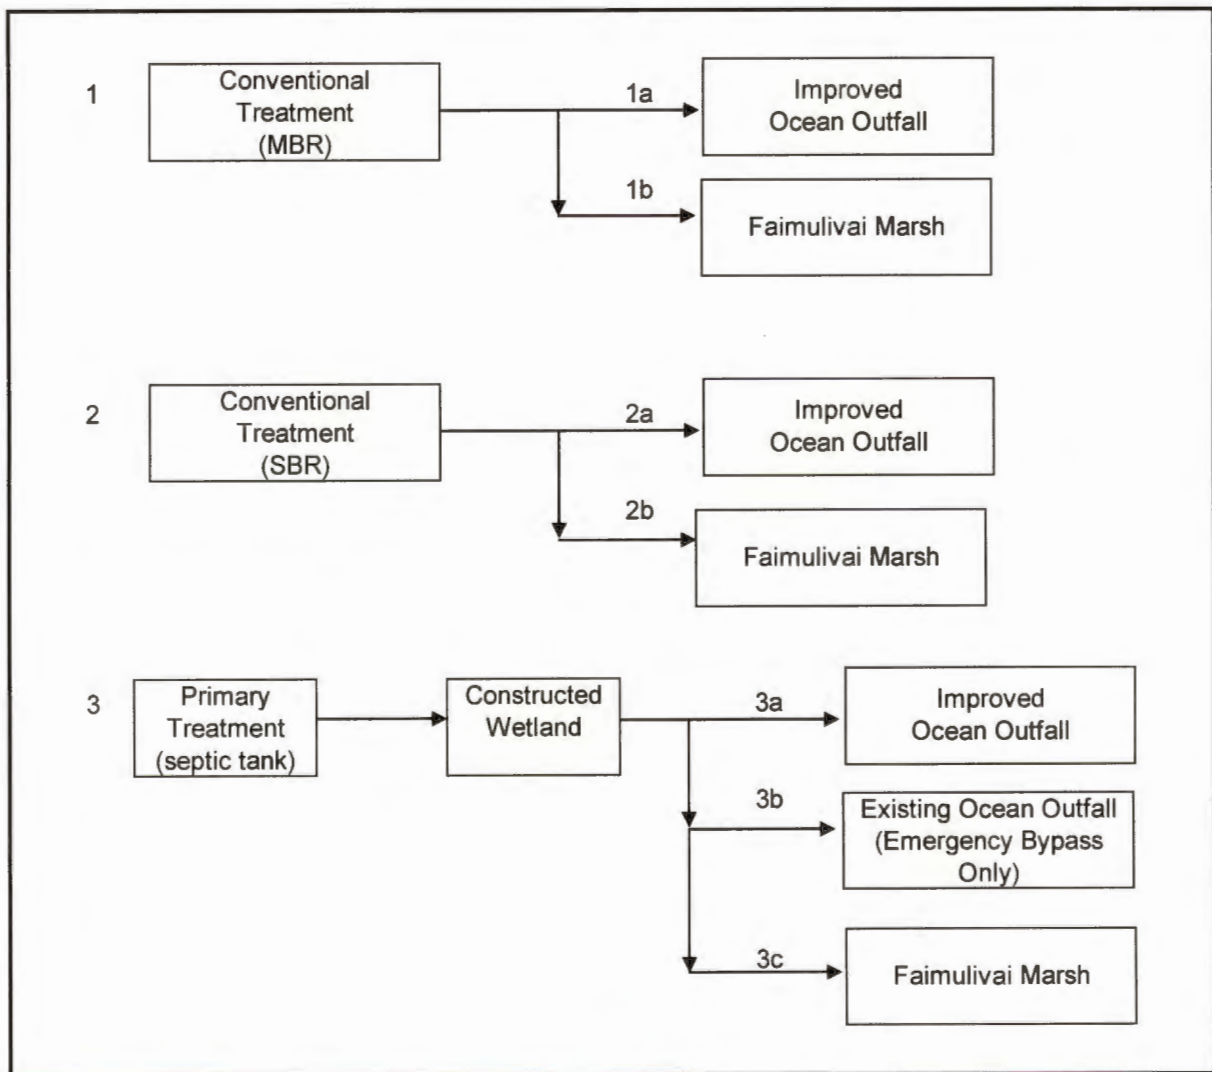 1
Conventional
Treatment
(MBR)
1a
Improved
Ocean Outfall
1b
Faimulivai Marsh
2
Conventional
Treatment
(SBR)
2a
Improved
Ocean Outfall
2b
Faimulivai Marsh
3
Primary
Treatment
(septic tank)
Constructed
Wetland
3a
Improved
Ocean Outfall
3b
Existing Ocean Outfall
(Emergency Bypass
Only)
3c
Faimulivai Marsh